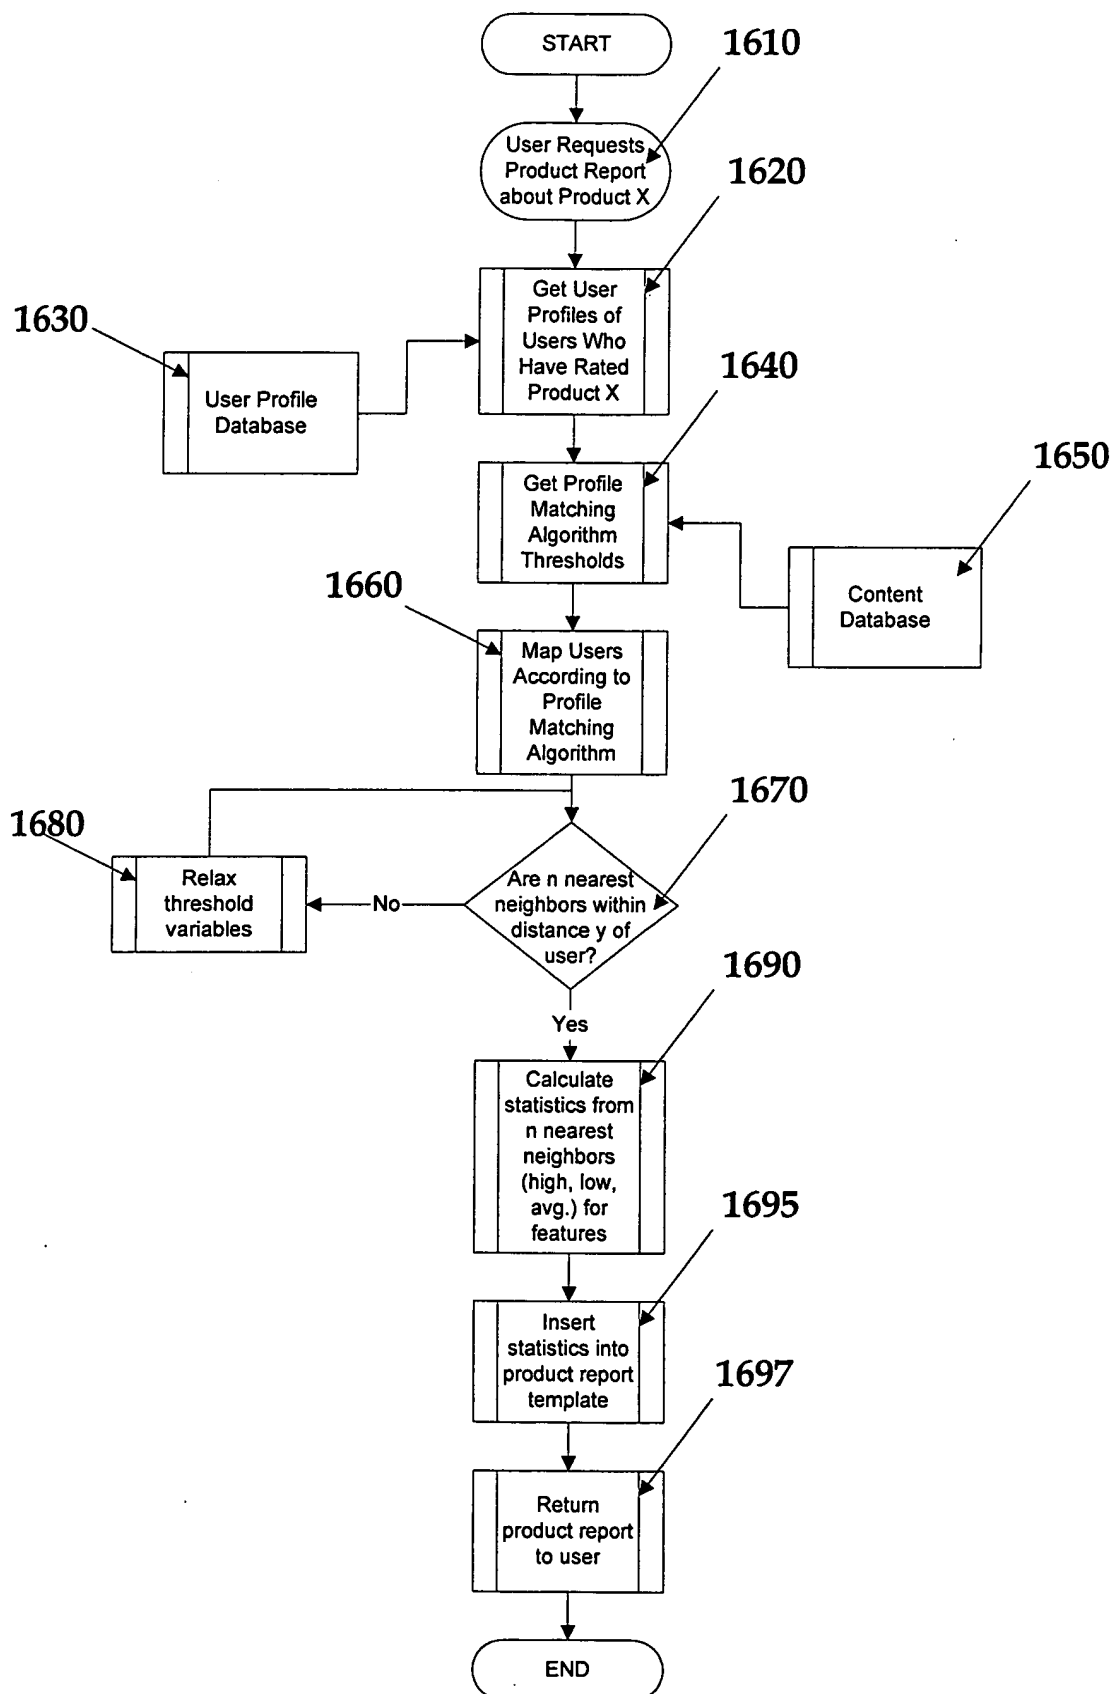 START
1610
User Requests
Product Report
about Product X
1620
Get User
Profiles of
Users Who
Have Rated
Product X
1630
User Profile
Database
1640
Get Profile
Matching
Algorithm
Thresholds
1650
Content
Database
1660
Map Users
According to
Profile
Matching
Algorithm
1670
Are n nearest
neighbors within
distance y of
user?
1680
Relax
threshold
variables
No
Yes
1690
Calculate
statistics from
n nearest
neighbors
(high, low,
avg.) for
features
1695
Insert
statistics into
product report
template
1697
Return
product report
to user
END